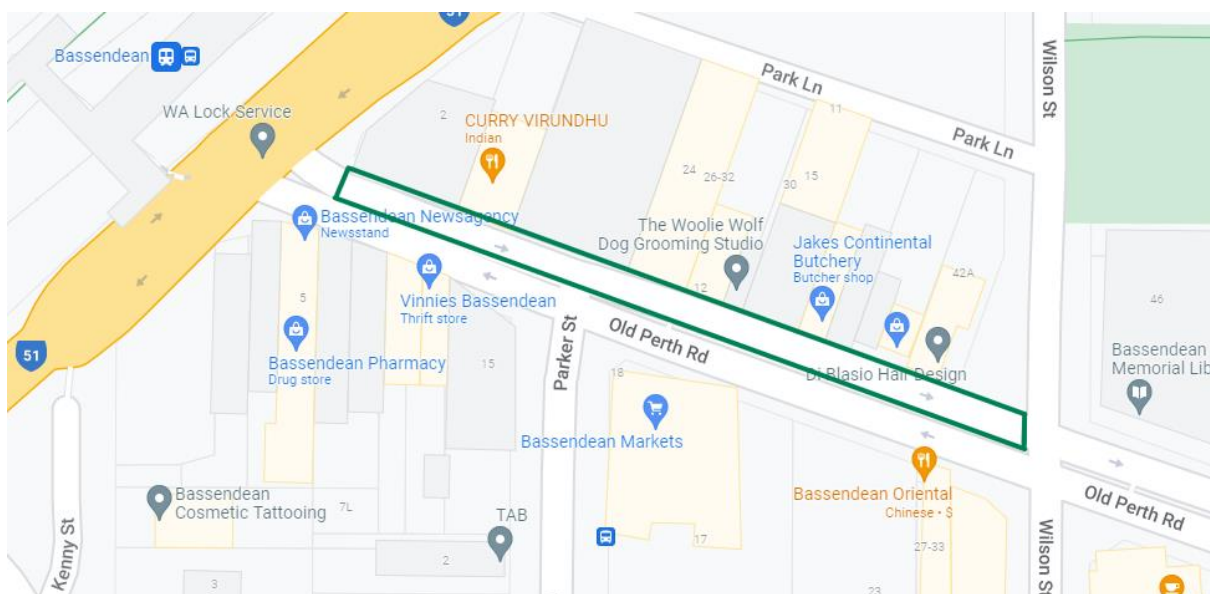 51
Bassendean
WA Lock Service
2
CURRY VIRUNDHU
Indian
Park Ln
Park Ln
Wilson St
11
24
26-32
30
15
The Woolie Wolf
Dog Grooming Studio
Jakes Continental
Butchery
Butcher shop
42A
46
Bassendean
Memorial Lib
Bassendean Newsagency
Newsstand
Vinnies Bassendean
Thrift store
12
Old Perth Rd
Di Blasio Hair Design
5
Bassendean Pharmacy
Drug store
15
Parker St
18
Bassendean Markets
51
Bassendean Oriental
Chinese • $
Old Perth Rd
Bassendean
Cosmetic Tattooing
7L
TAB
17
27-33
Wilson St
Kenny St
3
2
23